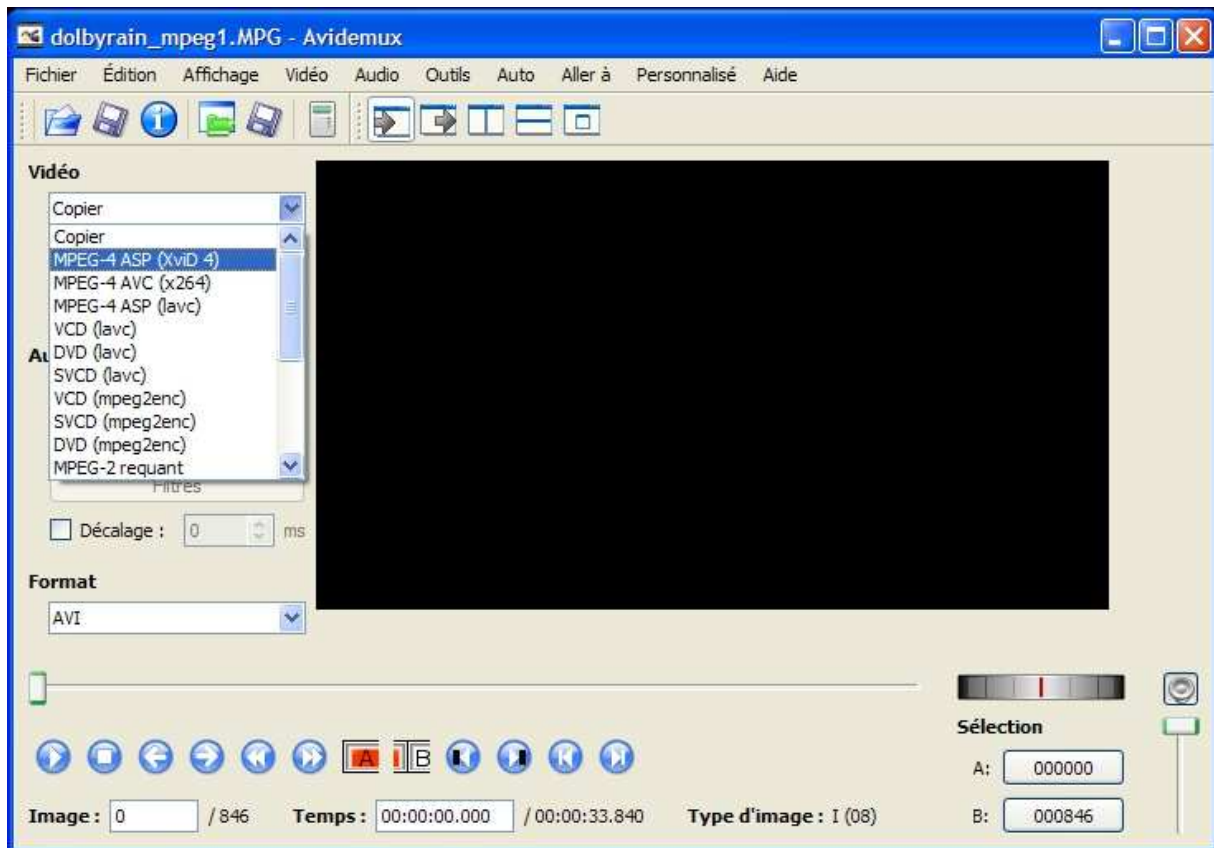 dolbyrain_mpeg1.MPG - Avidemux
Fichier Édition Affichage Vidéo Audio Outils Auto Aller à Personnalisé Aide
Vidéo
Copier
Copier
MPEG-4 ASP (XviD 4)
MPEG-4 AVC (x264)
MPEG-4 ASP (lavc)
VCD (lavc)
DVD (lavc)
SVCD (lavc)
VCD (mpeg2enc)
SVCD (mpeg2enc)
DVD (mpeg2enc)
MPEG-2 requant
Filtres
Décalage : 0 ms
Format
AVI
Sélection
A B
A: 000000
Image : 0 / 846 Temps : 00:00:00.000 / 00:00:33.840 Type d'image : I (08) B: 000846